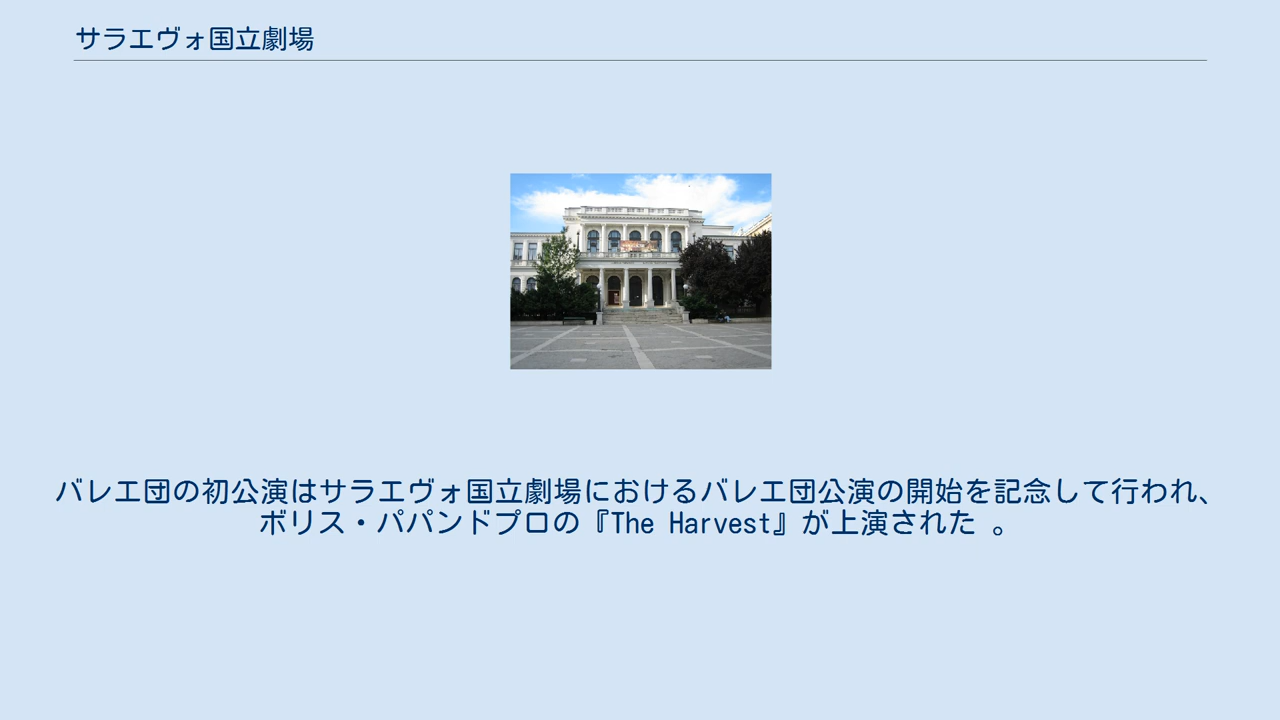 サラエヴォ国立劇場
バレエ団の初公演はサラエヴォ国立劇場におけるバレエ団公演の開始を記念して行われ、
ボリス・パパンドプロの『The Harvest』が上演された 。